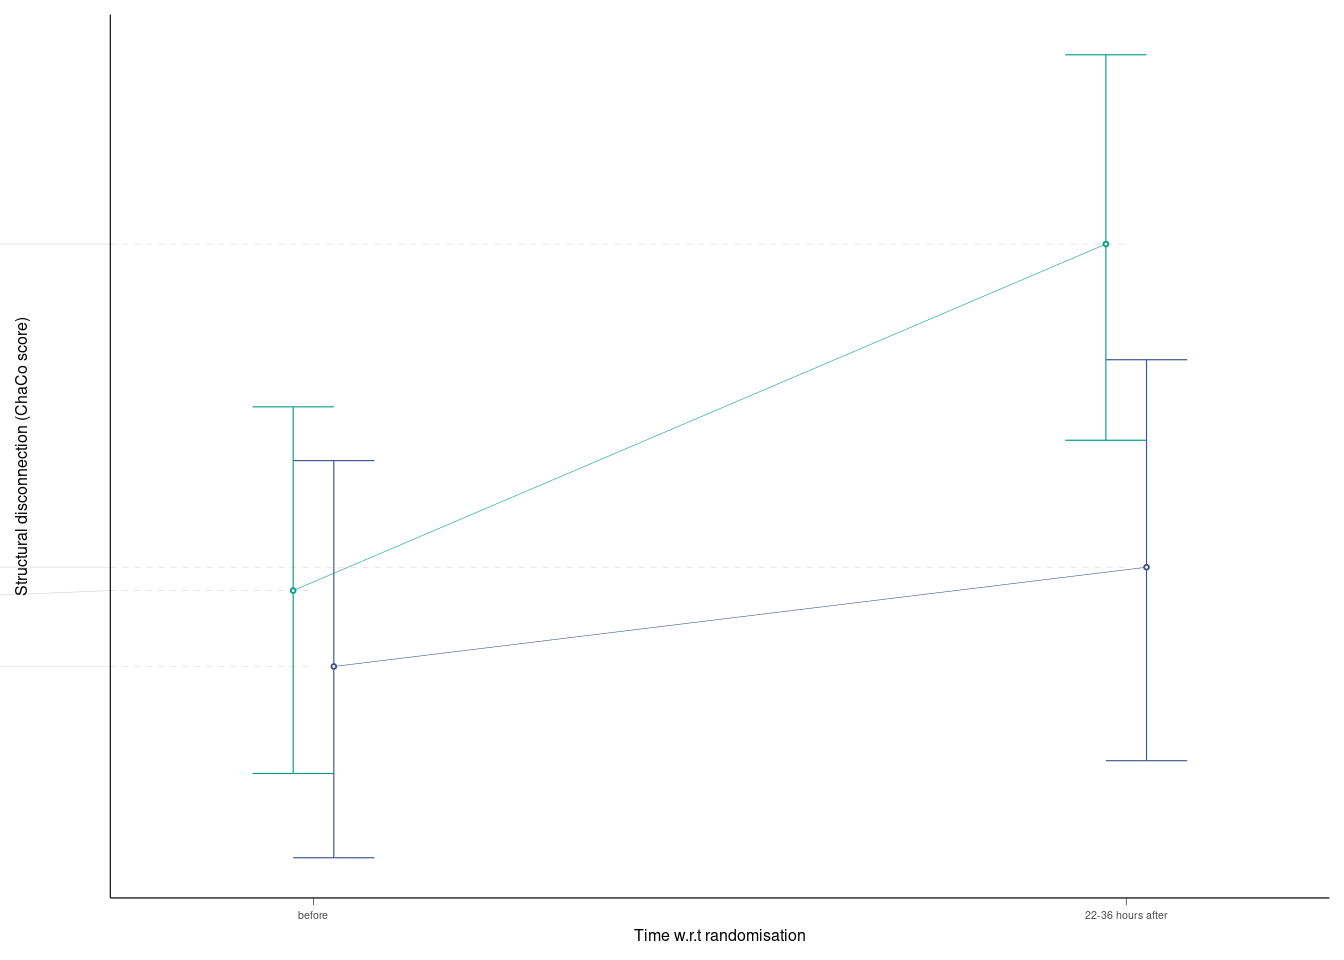 Structural disconnection (ChaCo score)
before
22-36 hours after
Time w.r.t randomisation